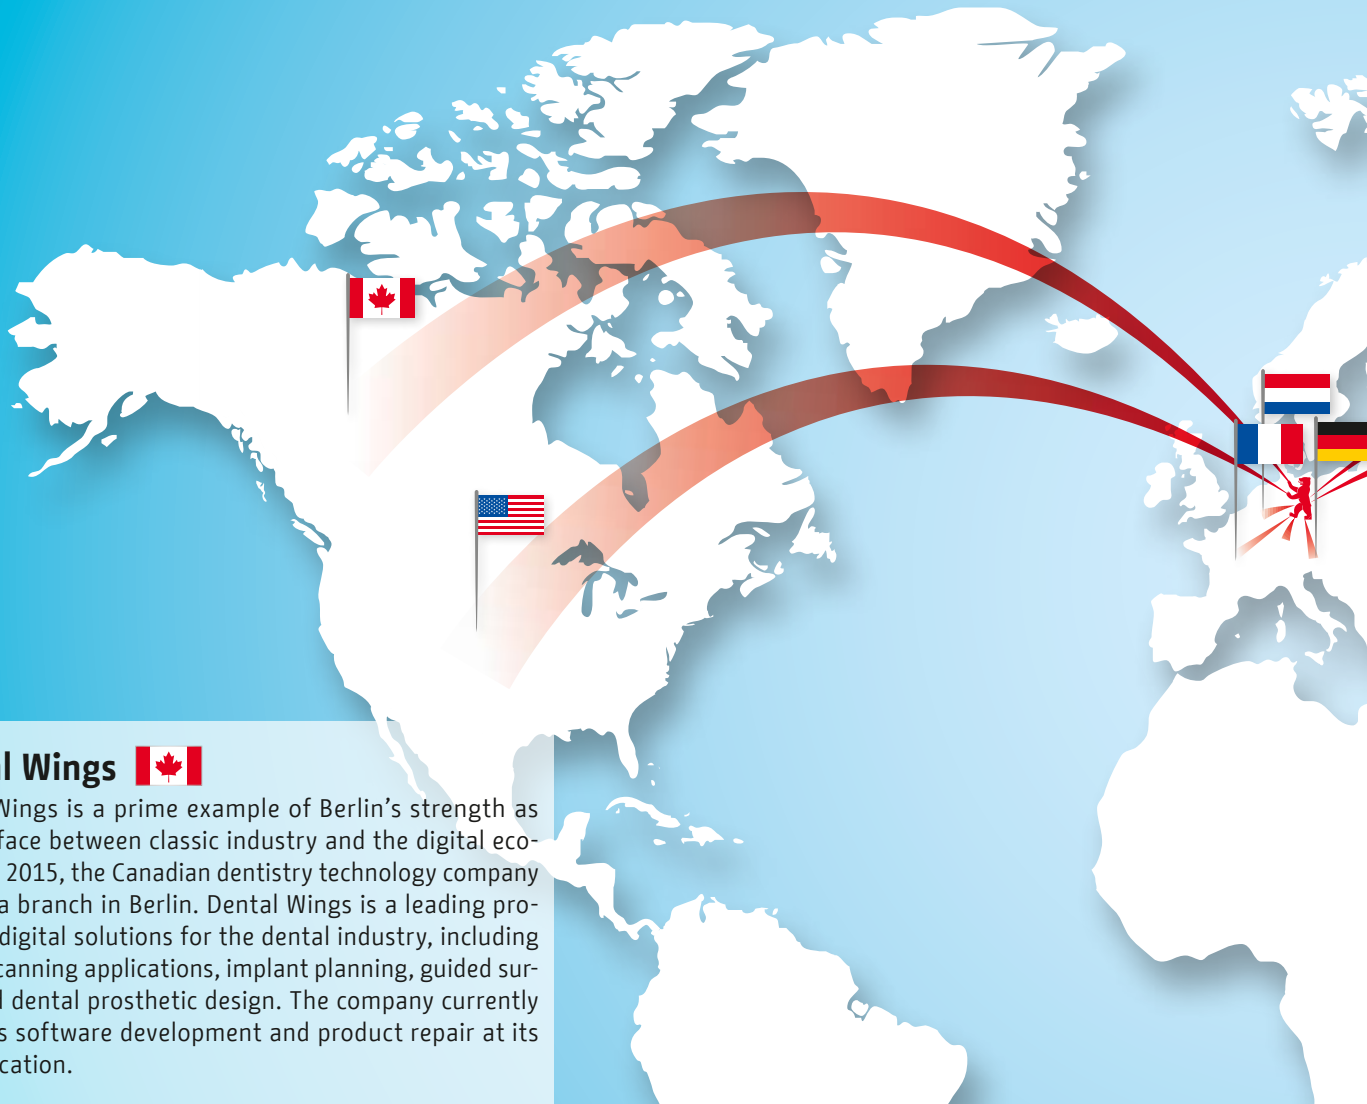 l Wings
Wings is a prime example of Berlin’s strength as
face between classic industry and the digital eco-
2015, the Canadian dentistry technology company
a branch in Berlin. Dental Wings is a leading pro-
digital solutions for the dental industry, including
canning applications, implant planning, guided sur-
l dental prosthetic design. The company currently
s software development and product repair at its
cation.